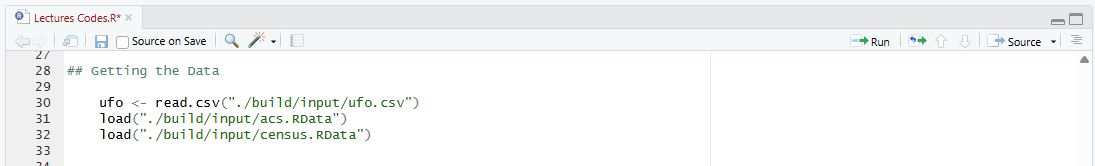 Lectures Codes.R*
Source on Save
Run
Source
27
28 ## Getting the Data
29
30 ufo <- read.csv("./build/input/ufo.csv")
31 load("./build/input/acs.RData")
32 load("./build/input/census.RData")
33
34